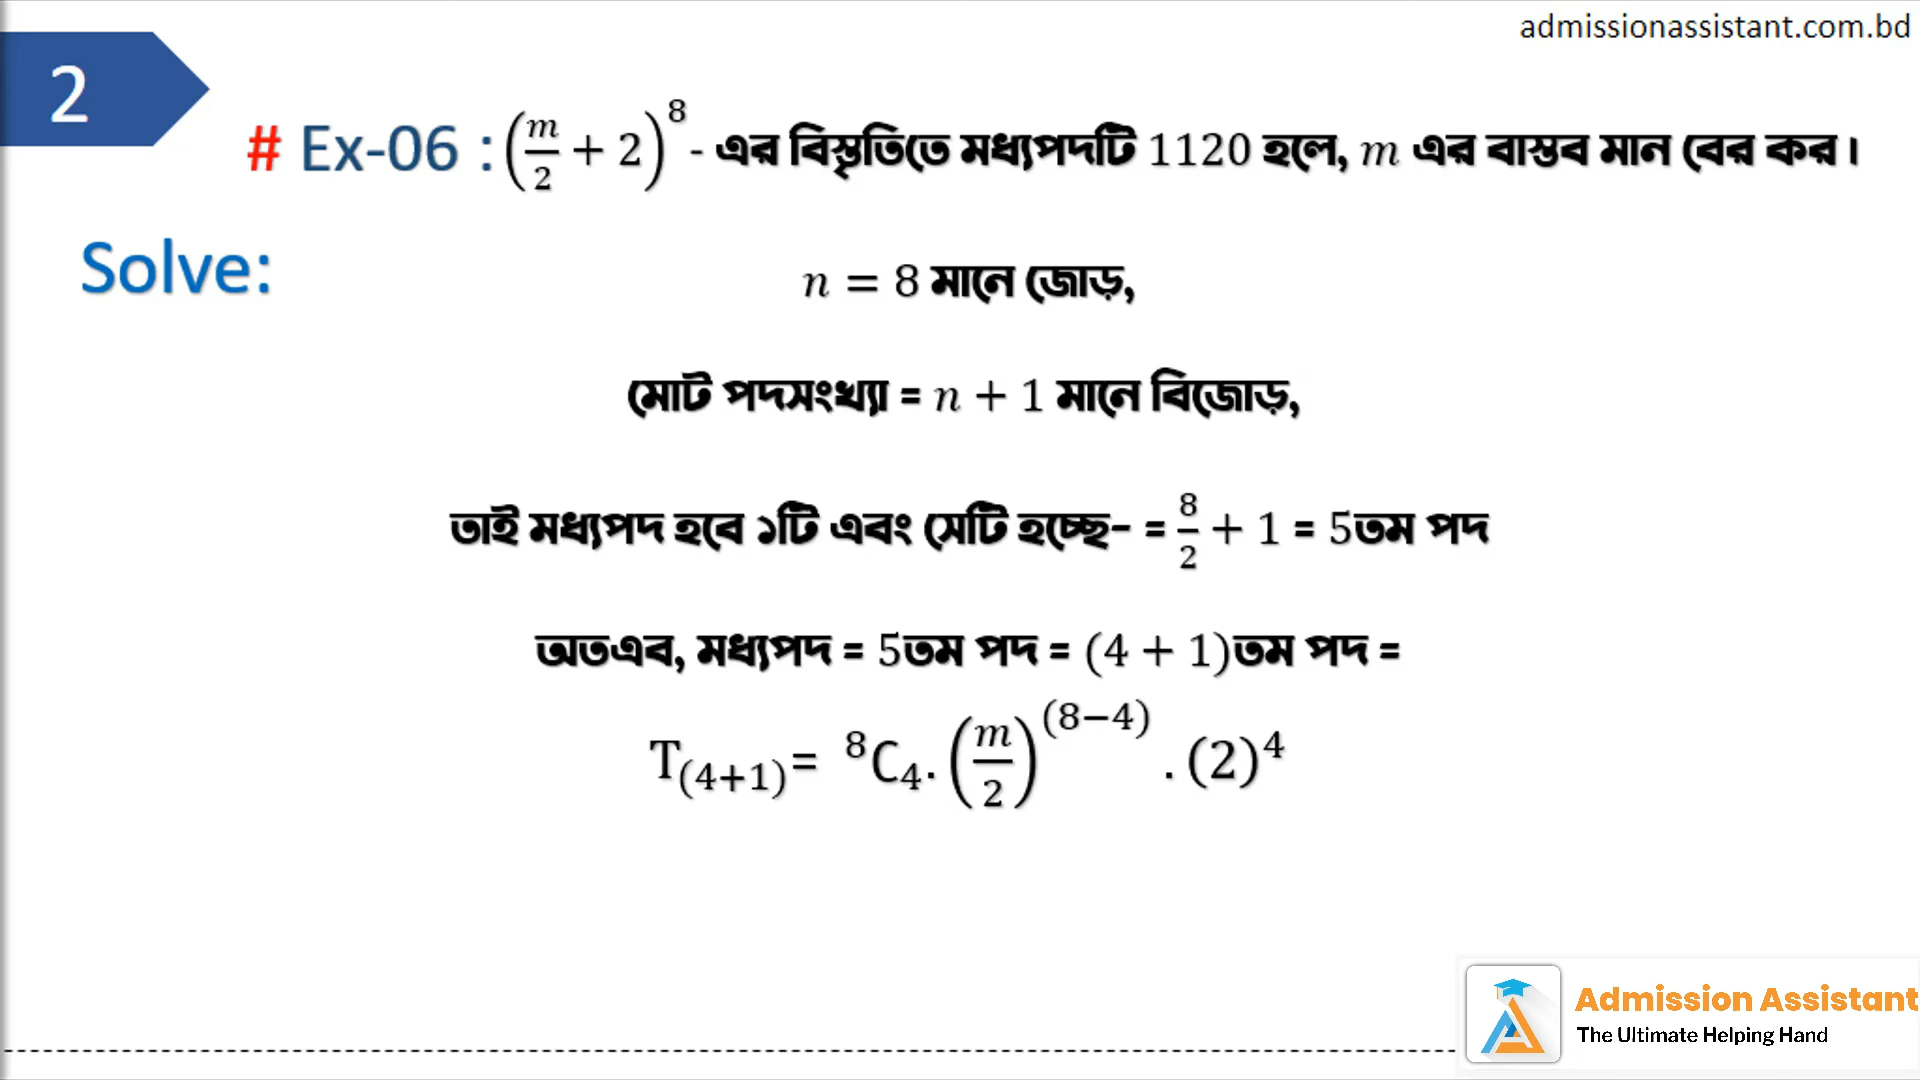 admissionassistant.com.bd
2
# Ex-06 : (m/2 + 2)^8 - এর বিস্তৃতিতে মধ্যপদটি 1120 হলে, m এর বাস্তব মান বের কর।
Solve:
n = 8 মানে জোড়,
মোট পদসংখ্যা = n + 1 মানে বিজোড়,
তাই মধ্যপদ হবে ১টি এবং সেটি হচ্ছে- = 8/2 + 1 = 5তম পদ
অতএব, মধ্যপদ = 5তম পদ = (4 + 1)তম পদ =
T_(4+1) = ⁸C₄. (m/2)^(8−4) . (2)⁴
Admission Assistant
The Ultimate Helping Hand